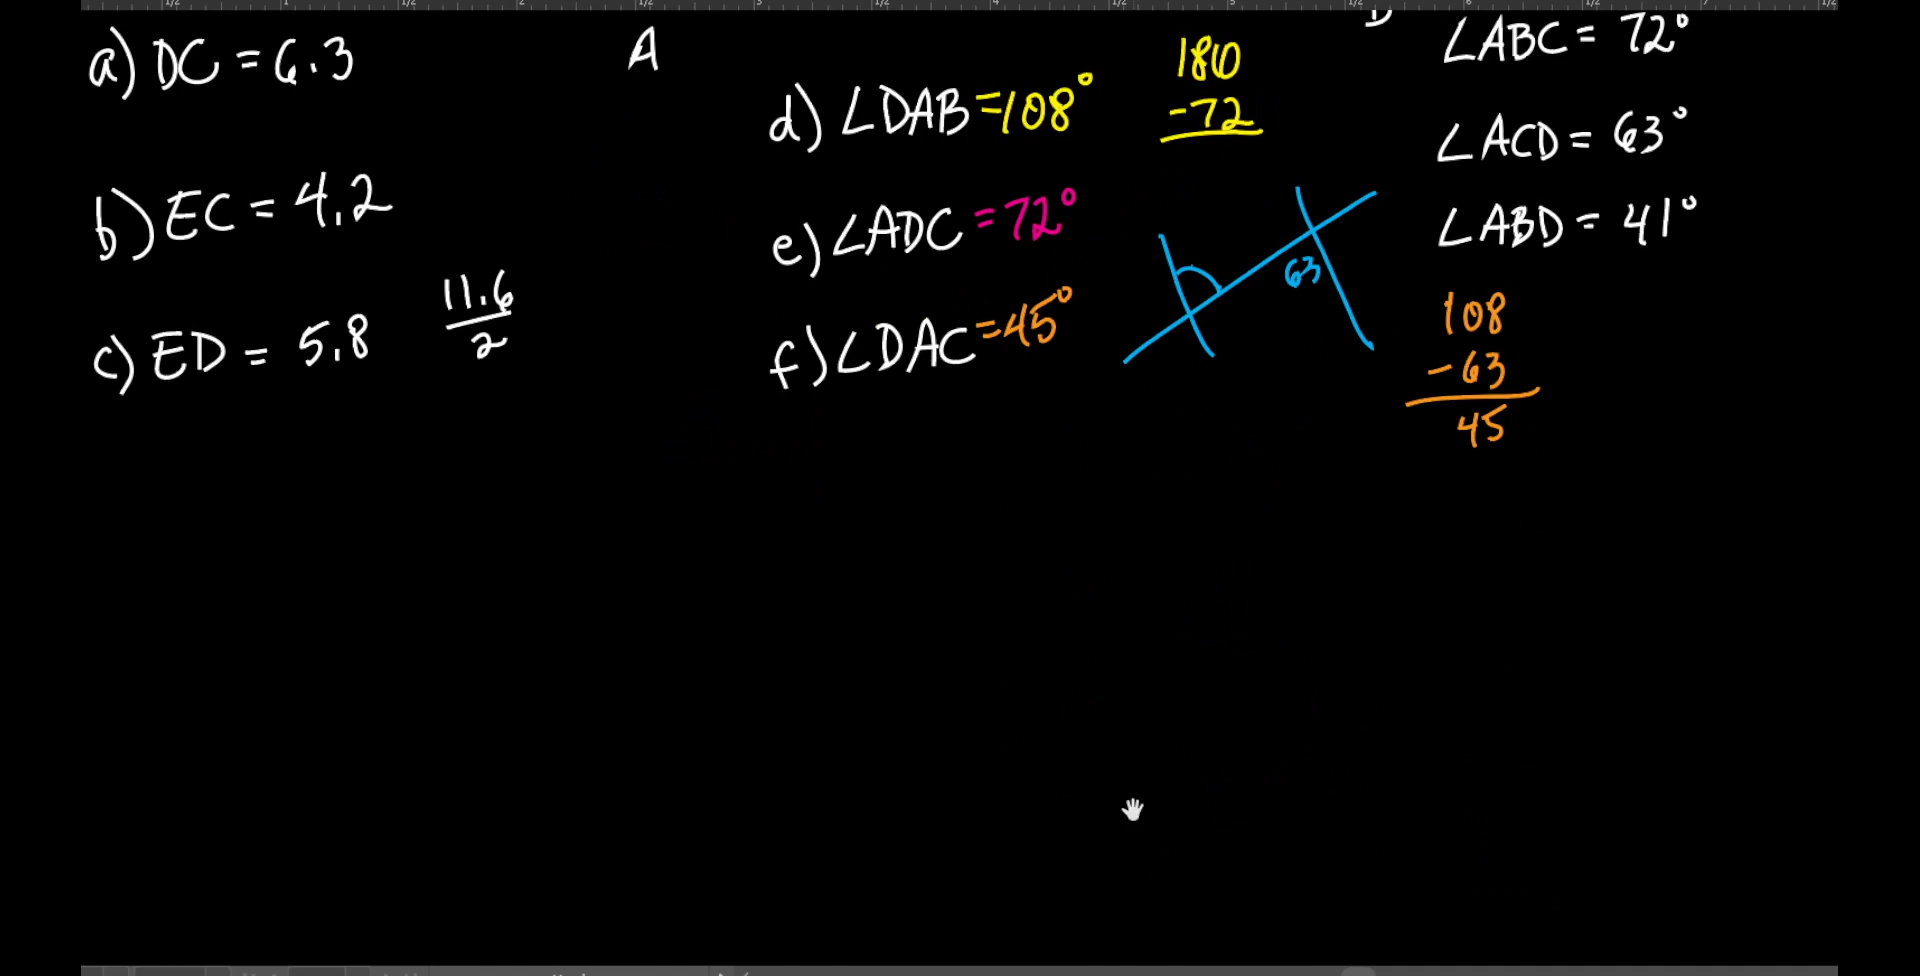 a) DC = 6.3
A
b) EC = 4.2
c) ED = 5.8
11.6
2
d) ∠DAB = 108°
180
-72
e) ∠ADC = 72°
f) ∠DAC = 45°
63
∠ABC = 72°
∠ACD = 63°
∠ABD = 41°
108
- 63
45